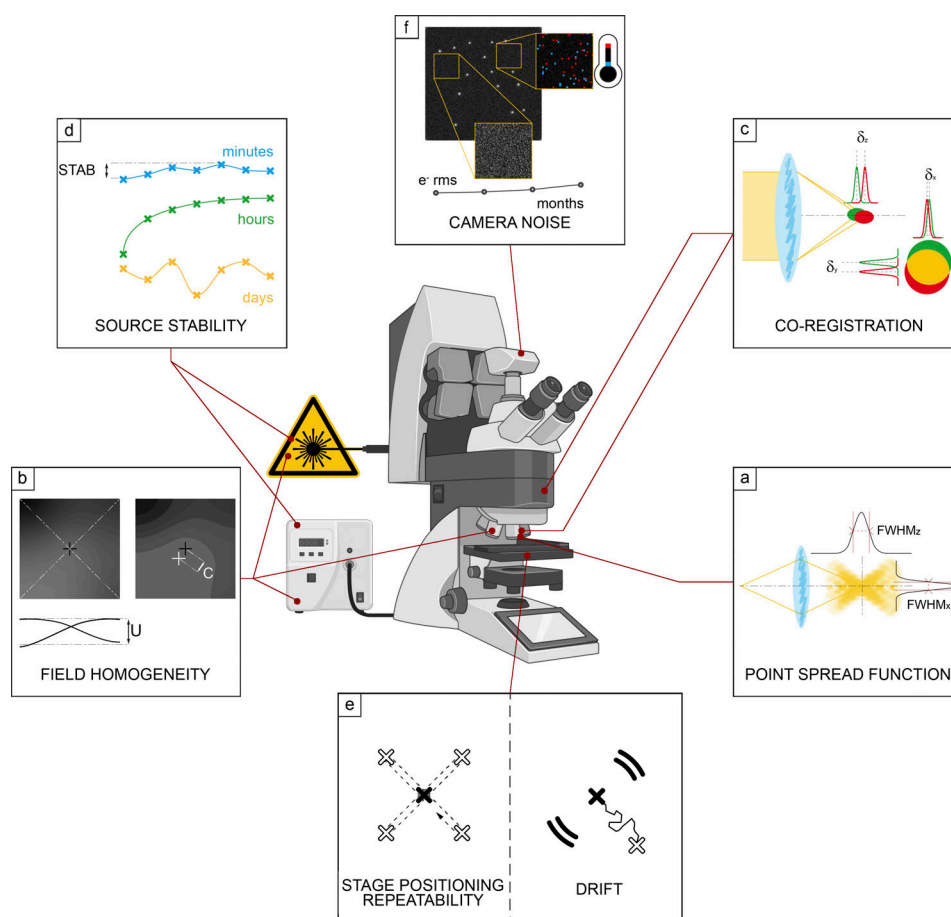 f
e⁻ rms
months
CAMERA NOISE
d
minutes
STAB
hours
days
SOURCE STABILITY
c
δz
δx
δy
CO-REGISTRATION
b
C
U
FIELD HOMOGENEITY
a
FWHMz
FWHMx
POINT SPREAD FUNCTION
e
STAGE POSITIONING
REPEATABILITY
DRIFT